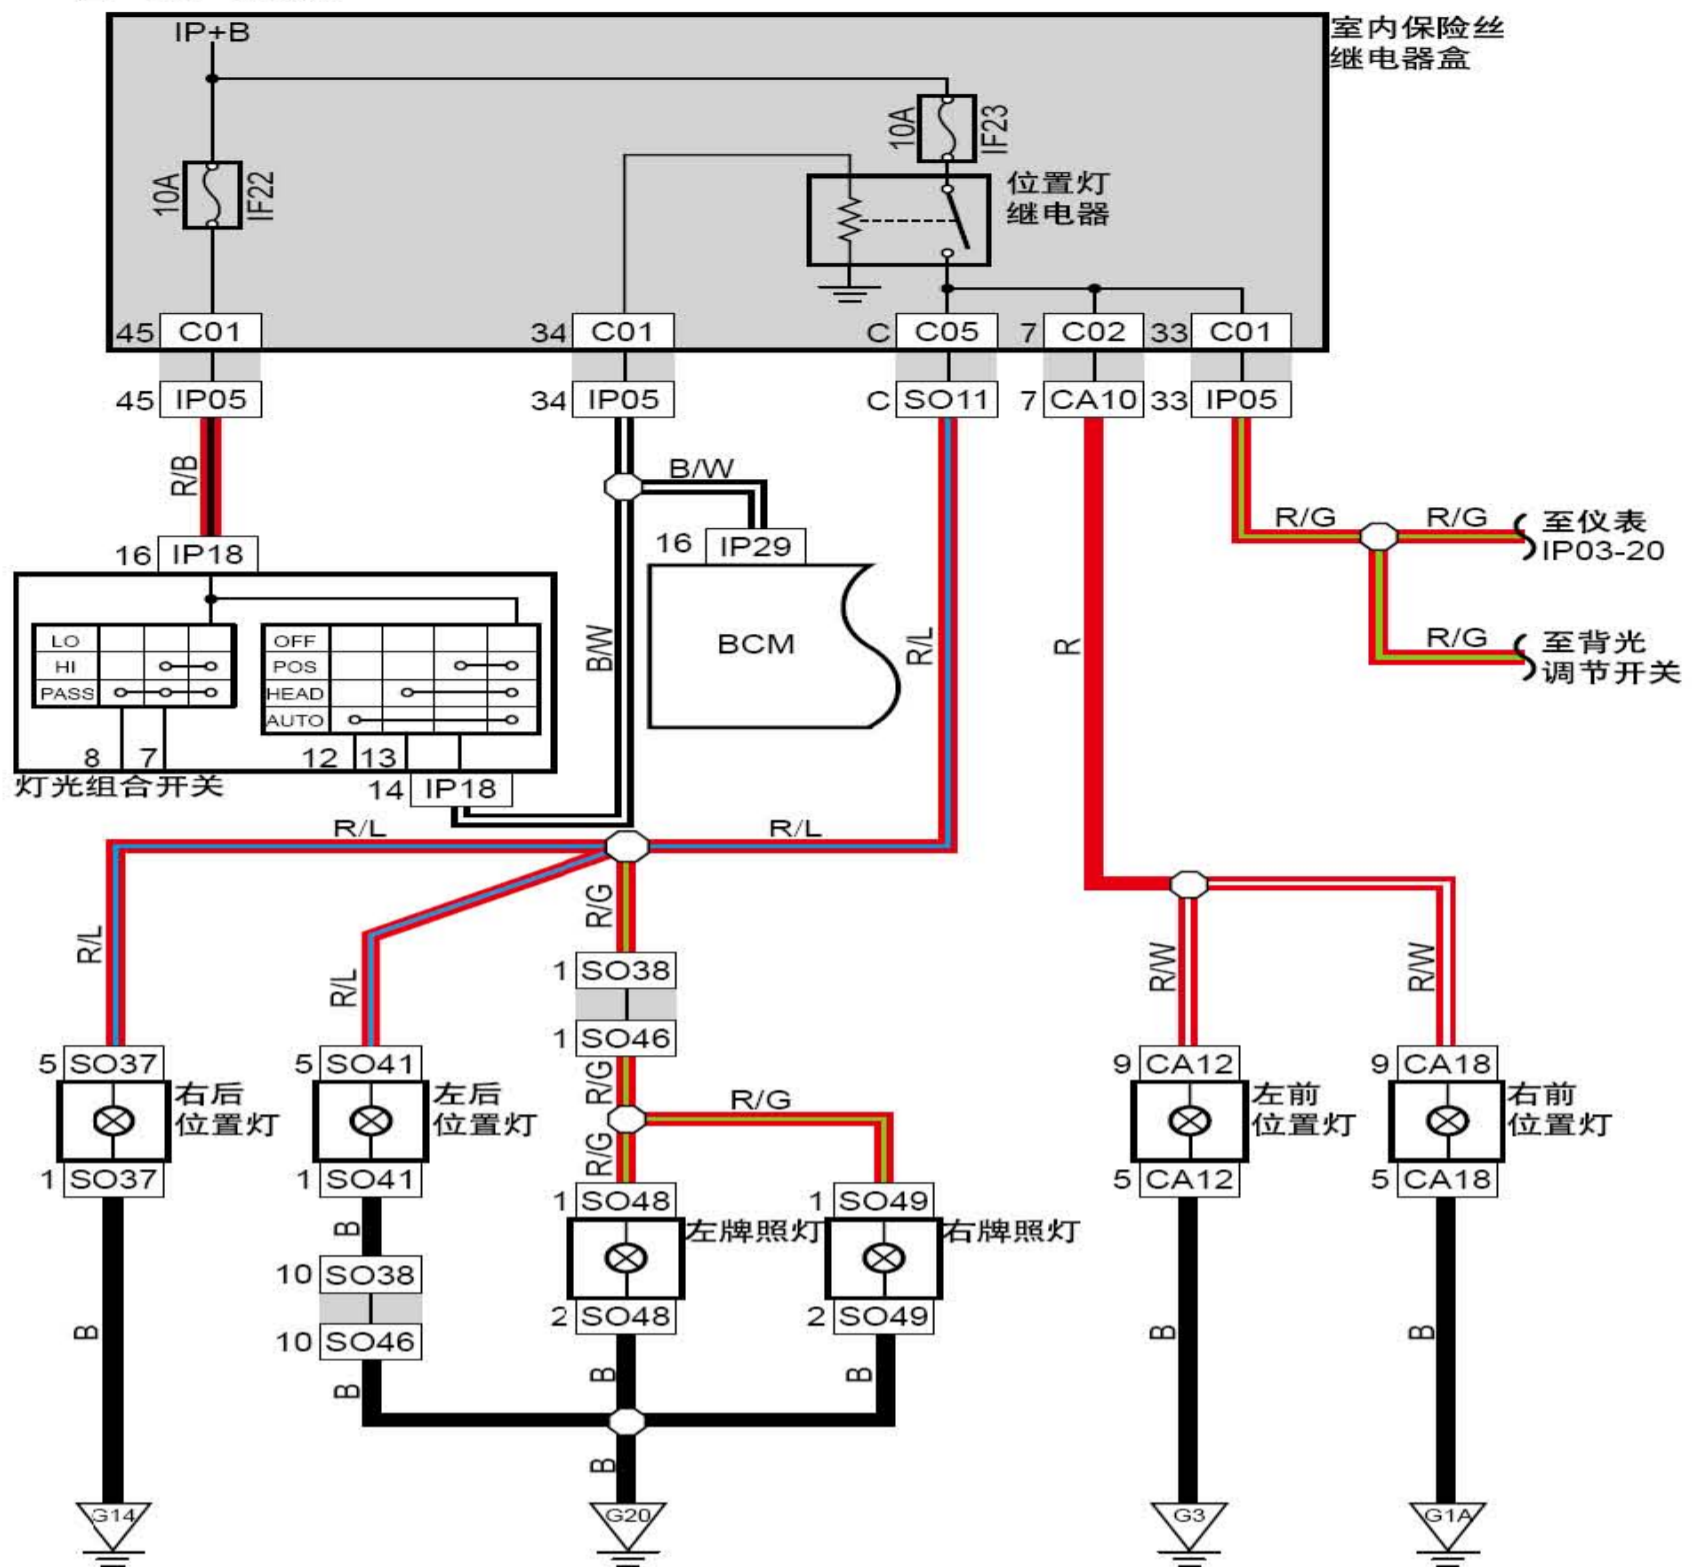 IP+B
室内保险丝
继电器盒
10A
IF23
10A
IF22
位置灯
继电器
45 C01
34 C01
C C05
7 C02
33 C01
45 IP05
34 IP05
C SO11
7 CA10
33 IP05
R/B
B/W
R/G
R/G
至仪表
IP03-20
16 IP18
16 IP29
BCM
B/W
R/L
R
R/G
至背光
调节开关
LO
HI
PASS
OFF
POS
HEAD
AUTO
8
7
12
13
灯光组合开关
14 IP18
R/L
R/L
R/L
R/L
R/G
R/W
R/W
1 SO38
1 SO46
5 SO37
5 SO41
9 CA12
9 CA18
右后
位置灯
左后
位置灯
R/G
R/G
左前
位置灯
右前
位置灯
R/G
1 SO37
1 SO41
1 SO48
1 SO49
5 CA12
5 CA18
B
左牌照灯
右牌照灯
10 SO38
2 SO48
2 SO49
10 SO46
B
B
B
B
B
B
B
G14
G20
G3
G1A